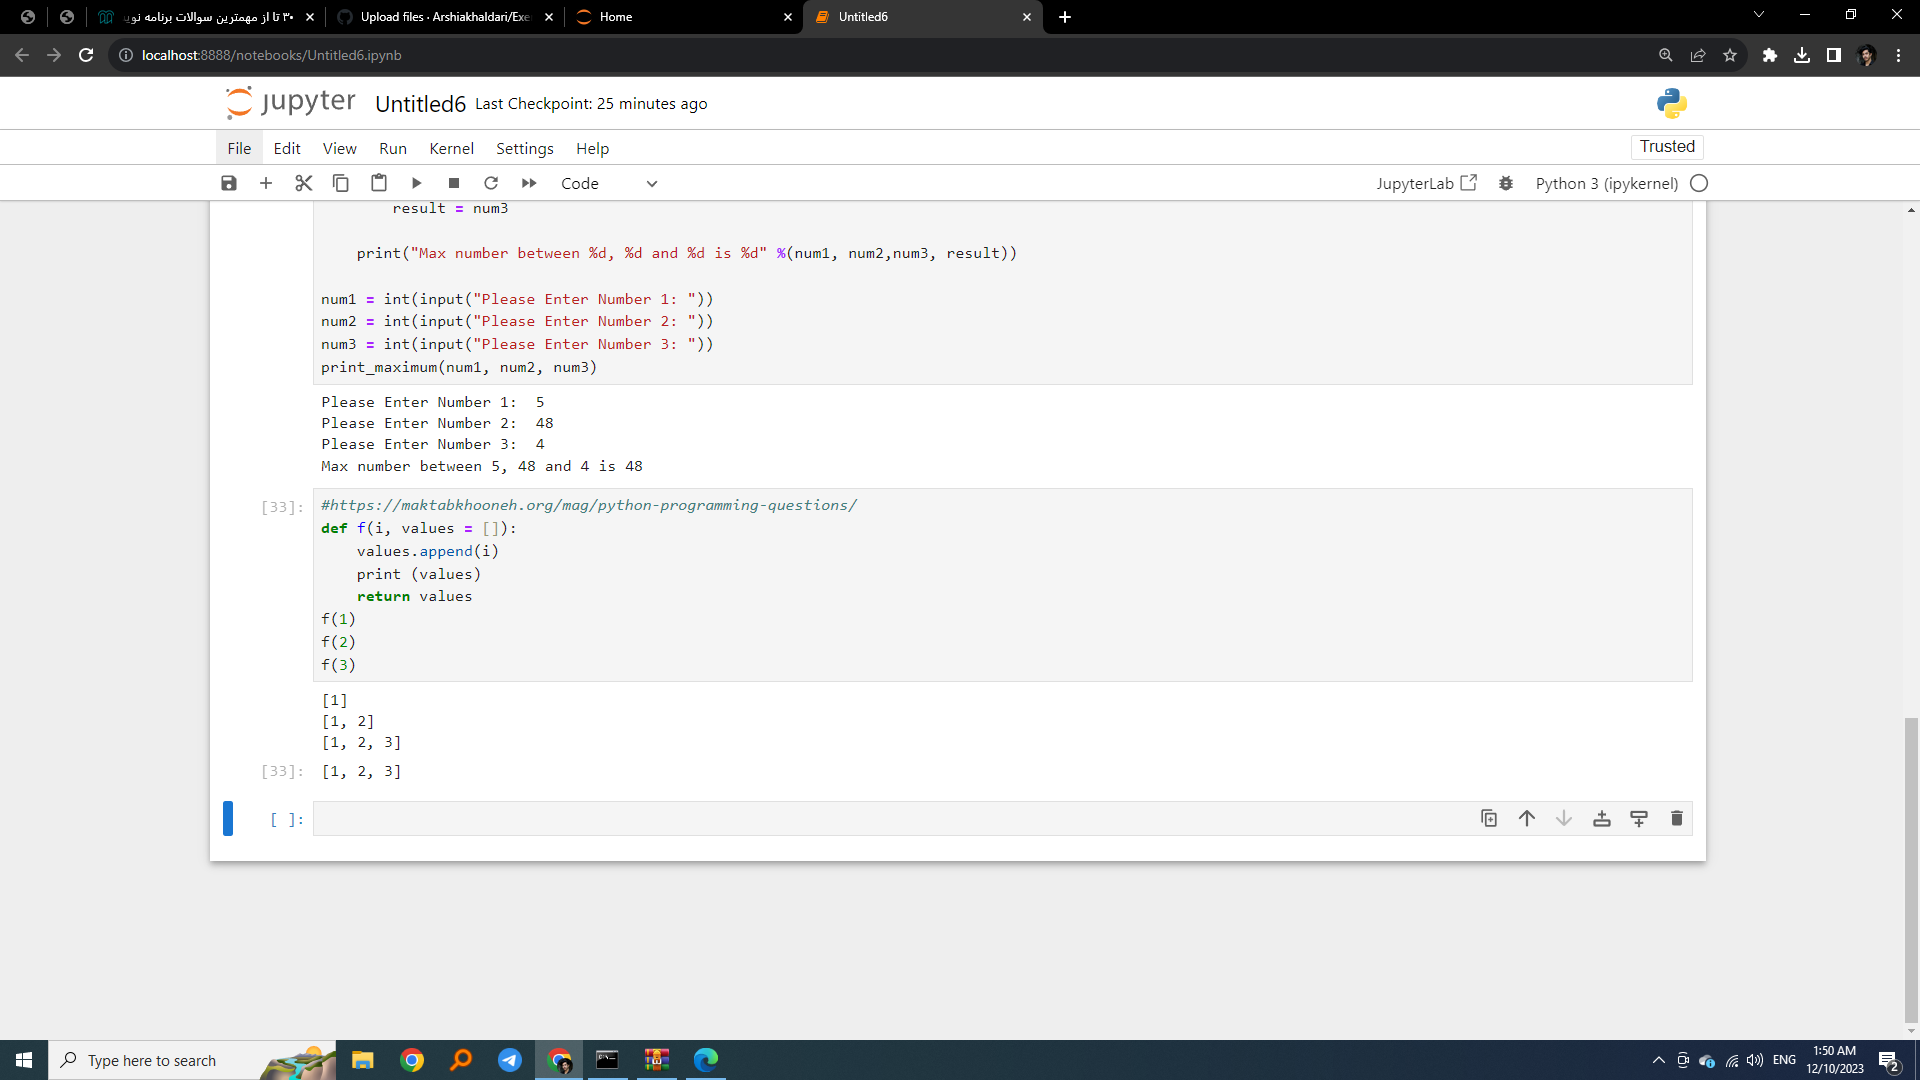 ۳۰ تا از مهمترین سوالات برنامه نوی
Upload files · Arshiakhaldari/Exe
Home
Untitled6
localhost:8888/notebooks/Untitled6.ipynb
jupyter Untitled6 Last Checkpoint: 25 minutes ago
File Edit View Run Kernel Settings Help
Trusted
Code
JupyterLab
Python 3 (ipykernel)
result = num3
print("Max number between %d, %d and %d is %d" %(num1, num2,num3, result))
num1 = int(input("Please Enter Number 1: "))
num2 = int(input("Please Enter Number 2: "))
num3 = int(input("Please Enter Number 3: "))
print_maximum(num1, num2, num3)
Please Enter Number 1:  5
Please Enter Number 2:  48
Please Enter Number 3:  4
Max number between 5, 48 and 4 is 48
[33]:
#https://maktabkhooneh.org/mag/python-programming-questions/
def f(i, values = []):
    values.append(i)
    print (values)
    return values
f(1)
f(2)
f(3)
[1]
[1, 2]
[1, 2, 3]
[33]: [1, 2, 3]
[ ]:
Type here to search
ENG
1:50 AM
12/10/2023
2